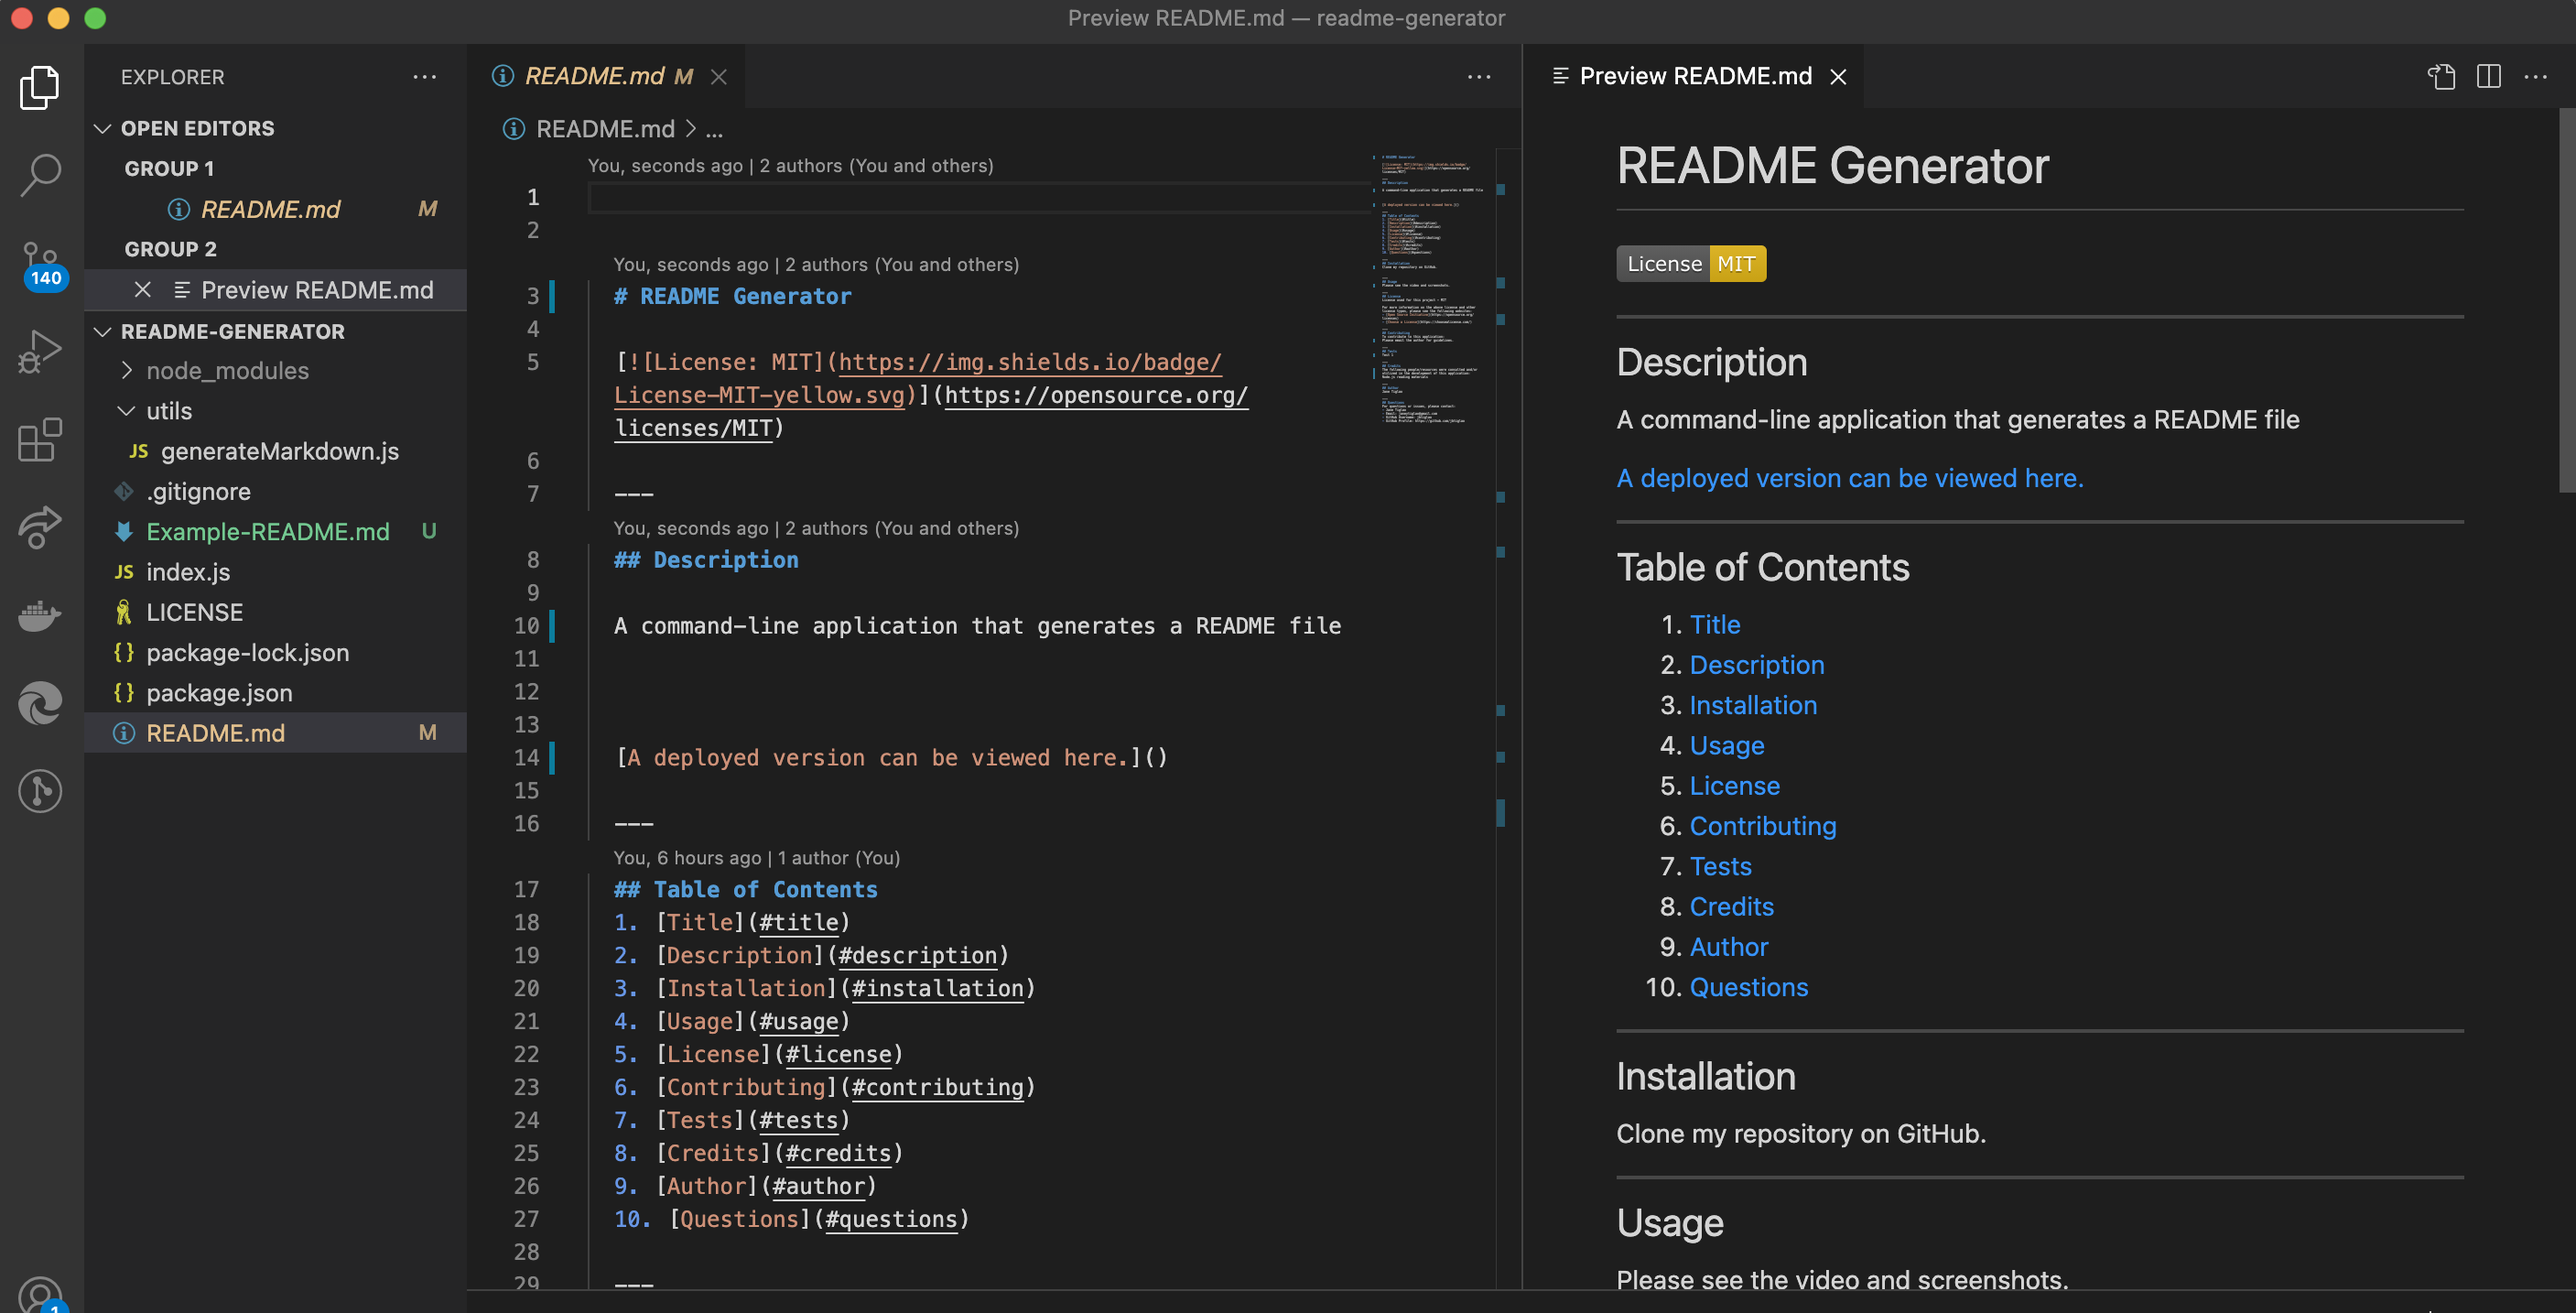 Preview README.md — readme-generator
EXPLORER
OPEN EDITORS
GROUP 1
README.md M
GROUP 2
Preview README.md
README-GENERATOR
node_modules
utils
JS generateMarkdown.js
.gitignore
Example-README.md U
JS index.js
LICENSE
{} package-lock.json
{} package.json
README.md M
140
1
README.md M
README.md > ...
You, seconds ago | 2 authors (You and others)
1
2
You, seconds ago | 2 authors (You and others)
3 # README Generator
4
5 [![License: MIT](https://img.shields.io/badge/
License-MIT-yellow.svg)](https://opensource.org/
licenses/MIT)
6
7 ---
You, seconds ago | 2 authors (You and others)
8 ## Description
9
10 A command-line application that generates a README file
11
12
13
14 [A deployed version can be viewed here.]()
15
16 ---
You, 6 hours ago | 1 author (You)
17 ## Table of Contents
18 1. [Title](#title)
19 2. [Description](#description)
20 3. [Installation](#installation)
21 4. [Usage](#usage)
22 5. [License](#license)
23 6. [Contributing](#contributing)
24 7. [Tests](#tests)
25 8. [Credits](#credits)
26 9. [Author](#author)
27 10. [Questions](#questions)
28
29 ---
Preview README.md
README Generator
License MIT
Description
A command-line application that generates a README file
A deployed version can be viewed here.
Table of Contents
1. Title
2. Description
3. Installation
4. Usage
5. License
6. Contributing
7. Tests
8. Credits
9. Author
10. Questions
Installation
Clone my repository on GitHub.
Usage
Please see the video and screenshots.